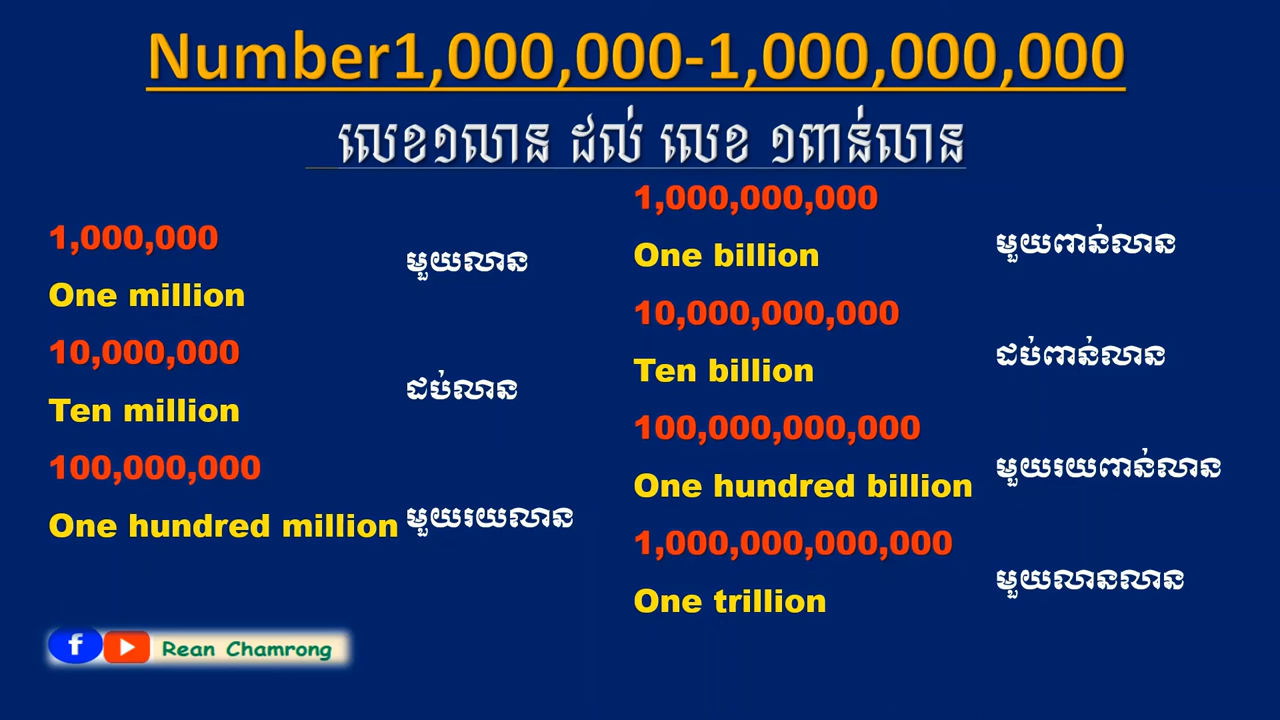 Number1,000,000-1,000,000,000
លេខ១លាន ដល់ លេខ ១ពាន់លាន
1,000,000
One million
មួយលាន
10,000,000
Ten million
ដប់លាន
100,000,000
One hundred million
មួយរយលាន
1,000,000,000
One billion
មួយពាន់លាន
10,000,000,000
Ten billion
ដប់ពាន់លាន
100,000,000,000
One hundred billion
មួយរយពាន់លាន
1,000,000,000,000
One trillion
មួយលានលាន
f Rean Chamrong